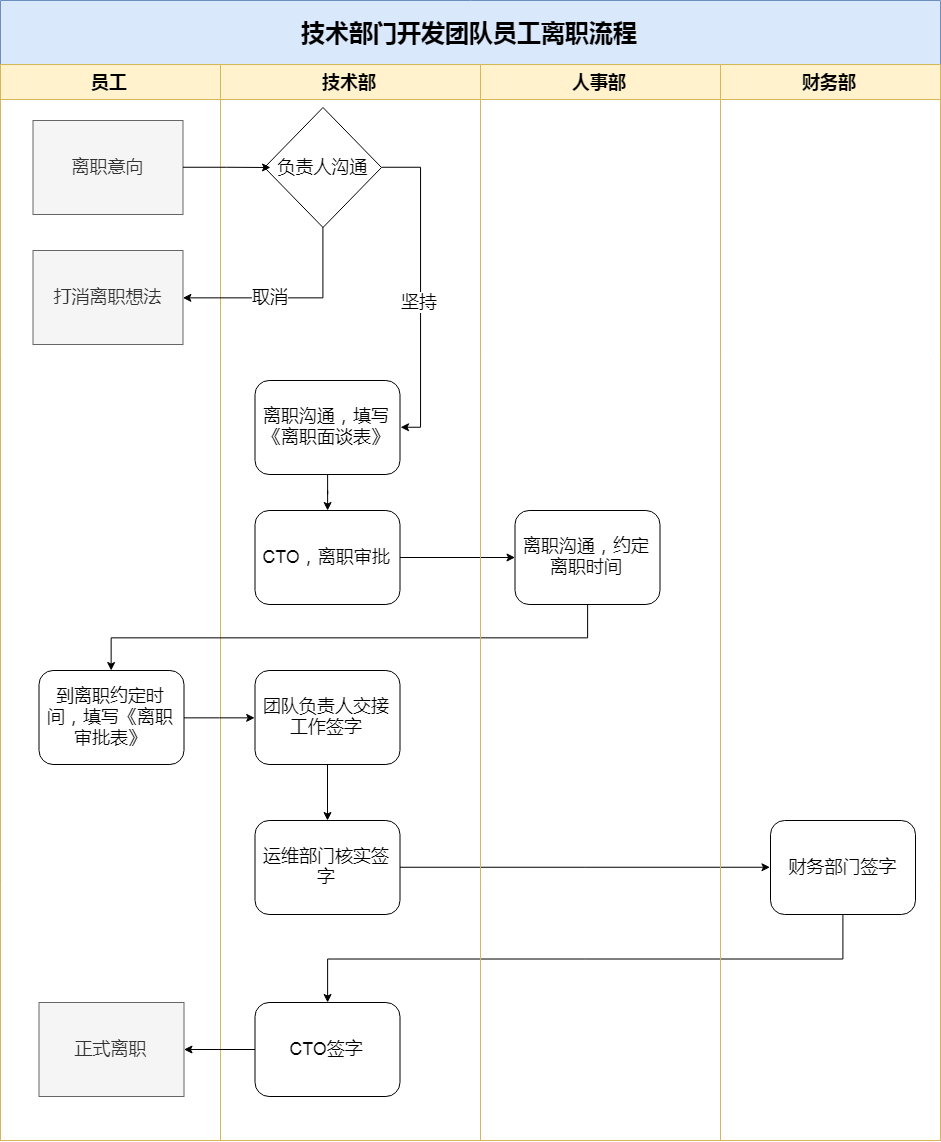 技术部门开发团队员工离职流程
员工
技术部
人事部
财务部
离职意向
负责人沟通
打消离职想法
取消
坚持
离职沟通，填写
《离职面谈表》
CTO，离职审批
离职沟通，约定
离职时间
到离职约定时
间，填写《离职
审批表》
团队负责人交接
工作签字
运维部门核实签
字
财务部门签字
正式离职
CTO签字